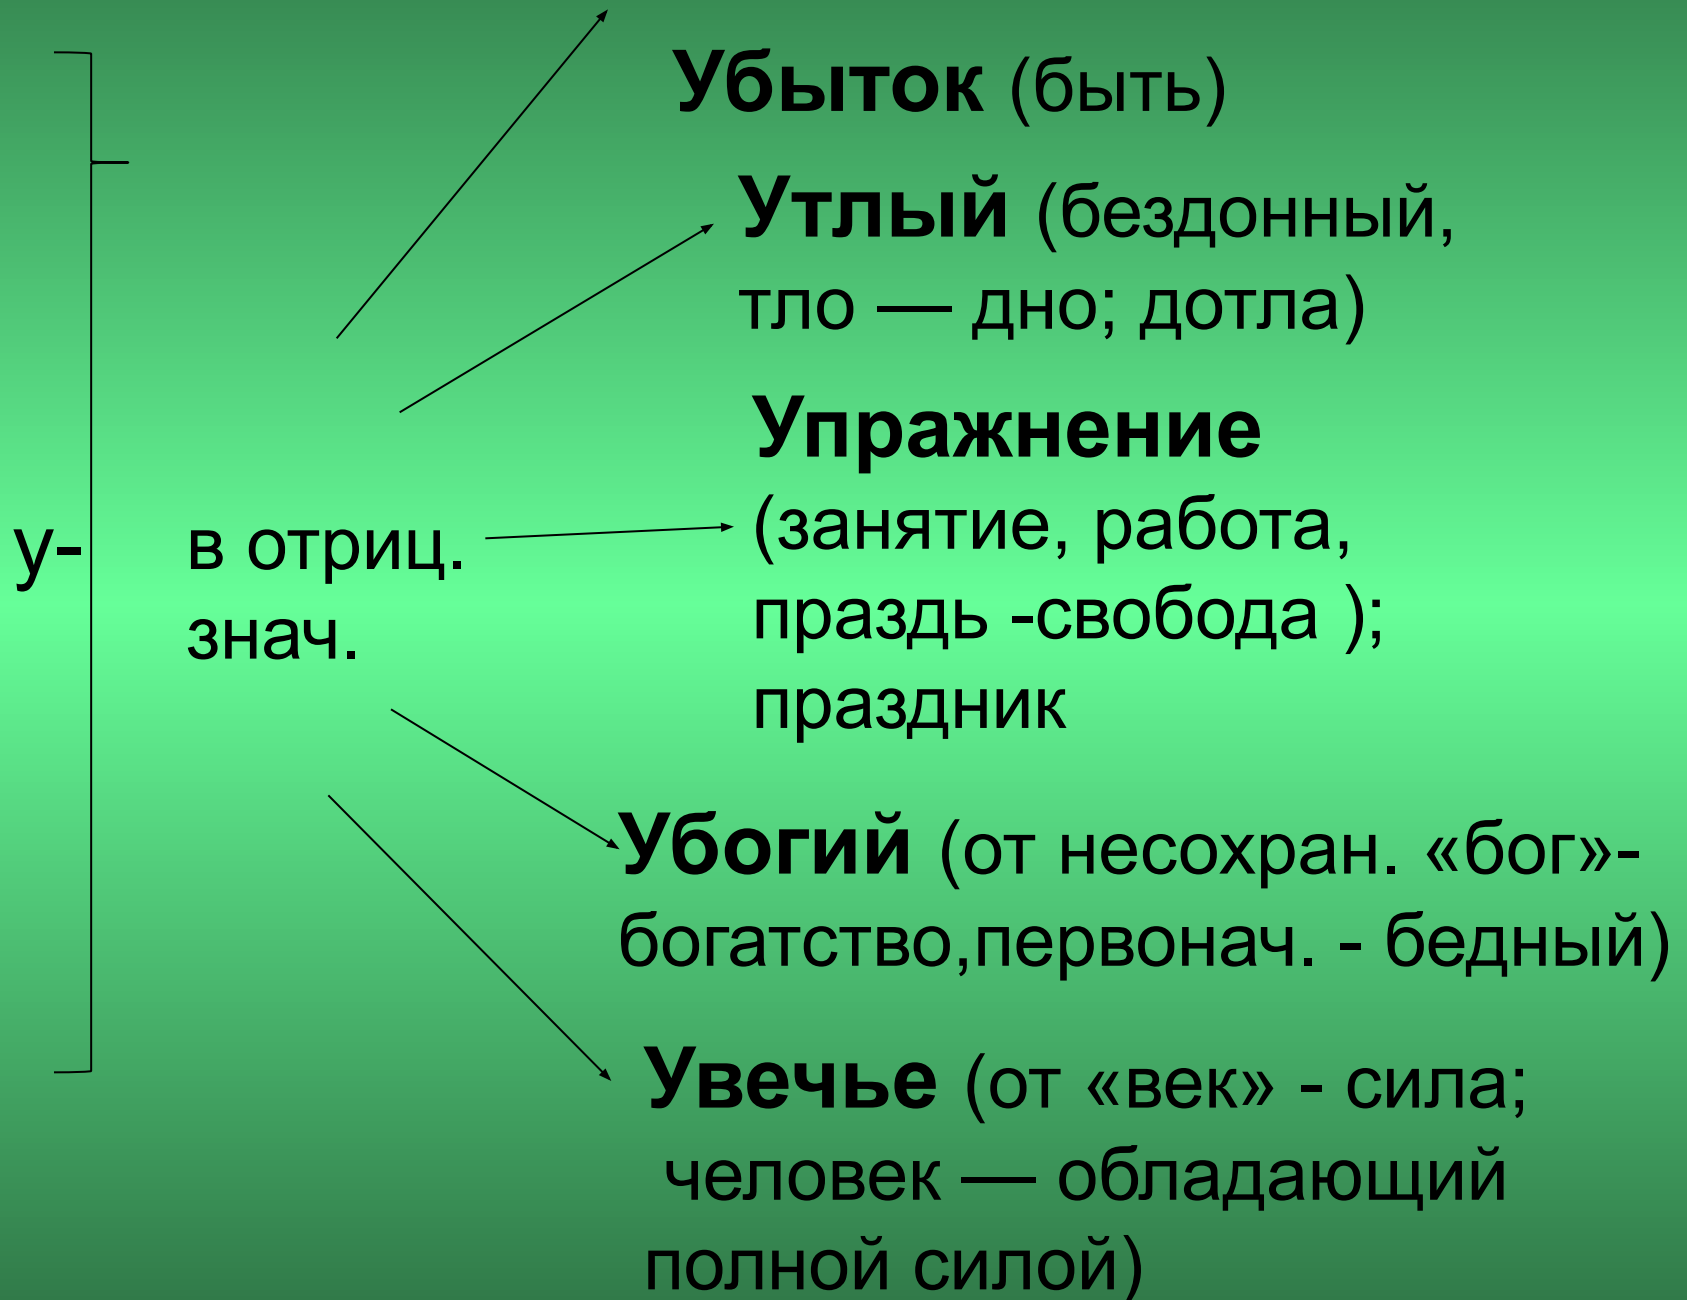 у-
в отриц.
знач.
Убыток (быть)
Утлый (бездонный,
тло — дно; дотла)
Упражнение
(занятие, работа,
праздь -свобода );
праздник
Убогий (от несохран. «бог»-
богатство,первонач. - бедный)
Увечье (от «век» - сила;
человек — обладающий
полной силой)